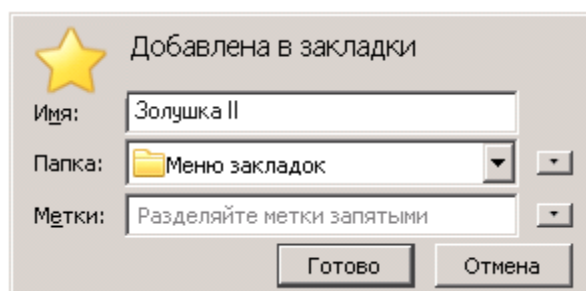 Добавлена в закладки
Имя: Золушка II
Папка: Меню закладок
Метки: Разделяйте метки запятыми
Готово Отмена